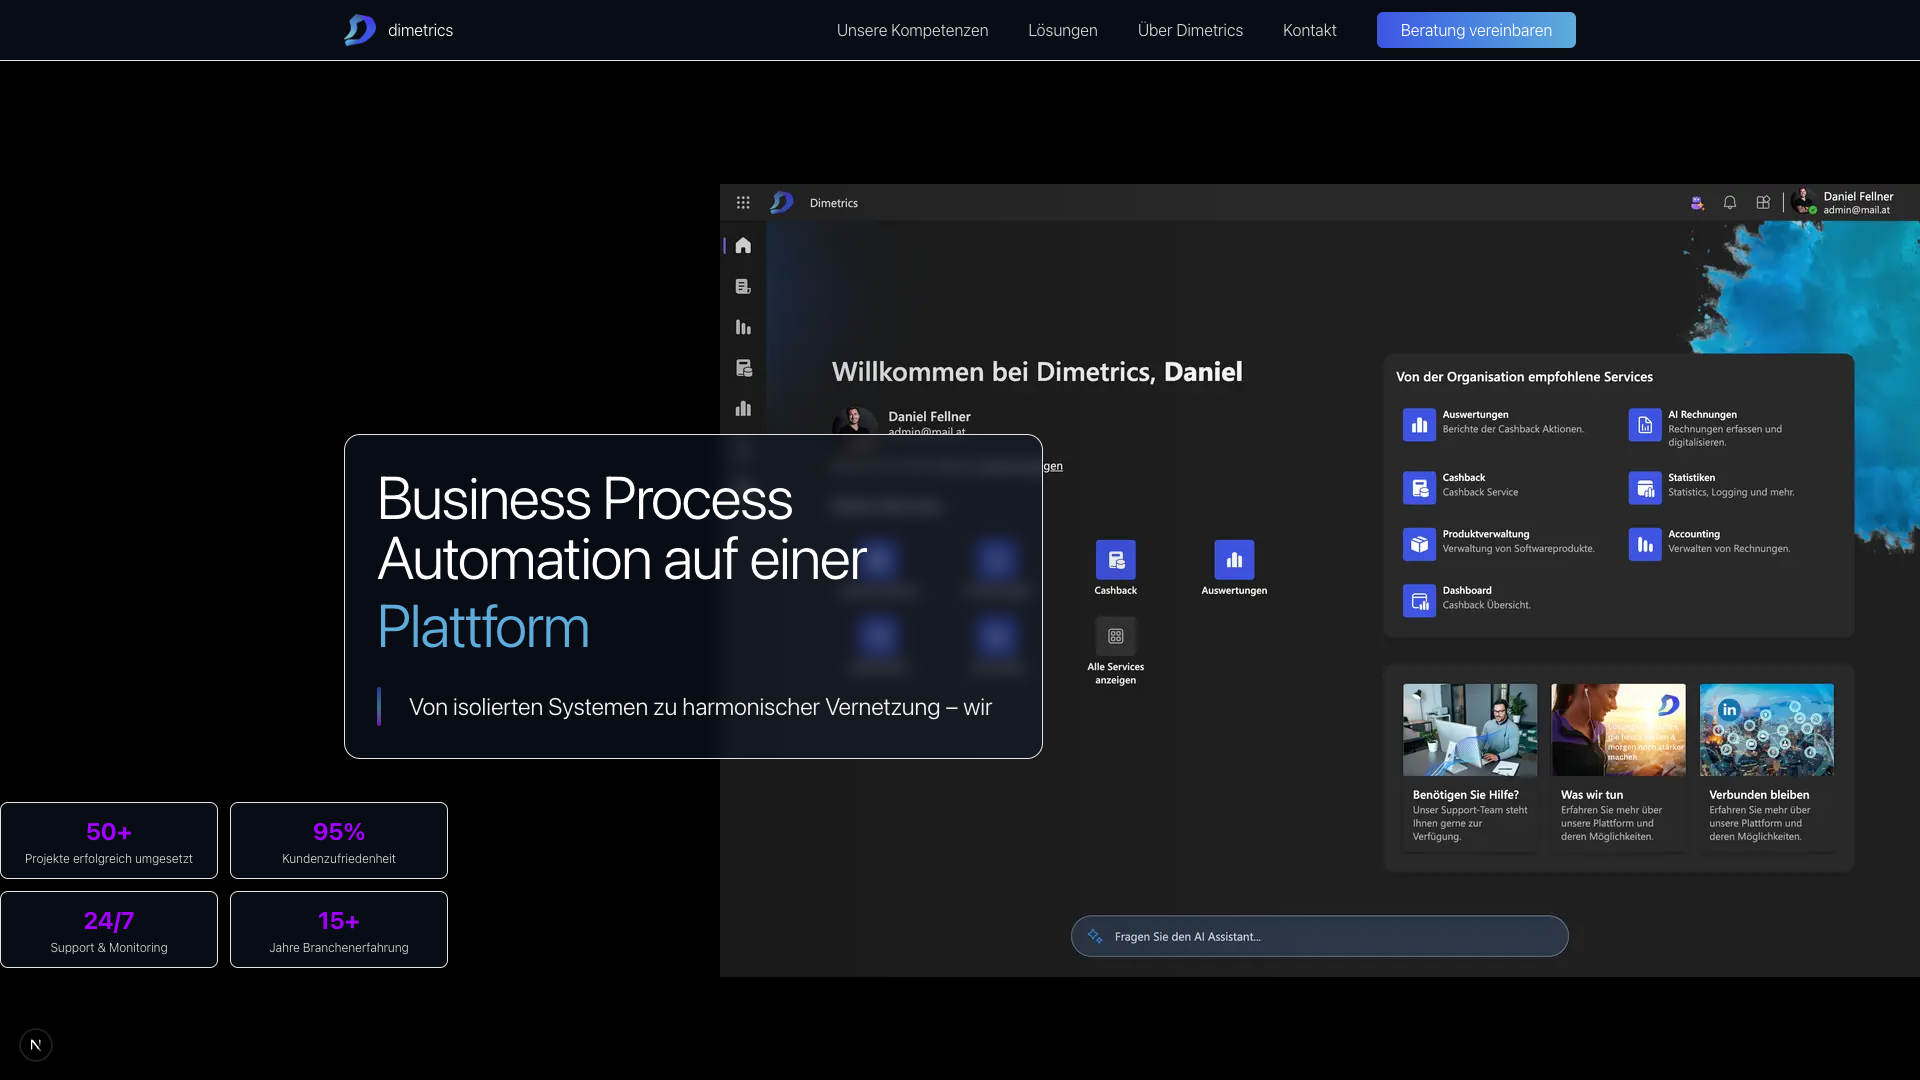 dimetrics
Unsere Kompetenzen
Lösungen
Über Dimetrics
Kontakt
Beratung vereinbaren
Dimetrics
Daniel Fellner
admin@mail.at
Willkommen bei Dimetrics, Daniel
Daniel Fellner
admin@mail.at
gen
Business Process
Automation auf einer
Plattform
Von isolierten Systemen zu harmonischer Vernetzung – wir
Cashback
Auswertungen
Alle Services
anzeigen
Von der Organisation empfohlene Services
Auswertungen
Berichte der Cashback Aktionen.
AI Rechnungen
Rechnungen erfassen und
digitalisieren.
Cashback
Cashback Service
Statistiken
Statistics, Logging und mehr.
Produktverwaltung
Verwaltung von Softwareprodukte.
Accounting
Verwalten von Rechnungen.
Dashboard
Cashback Übersicht.
morgen noch stärker
machen
in
Benötigen Sie Hilfe?
Unser Support-Team steht
Ihnen gerne zur
Verfügung.
Was wir tun
Erfahren Sie mehr über
unsere Plattform und
deren Möglichkeiten.
Verbunden bleiben
Erfahren Sie mehr über
unsere Plattform und
deren Möglichkeiten.
Fragen Sie den AI Assistant...
50+
Projekte erfolgreich umgesetzt
95%
Kundenzufriedenheit
24/7
Support & Monitoring
15+
Jahre Branchenerfahrung
N